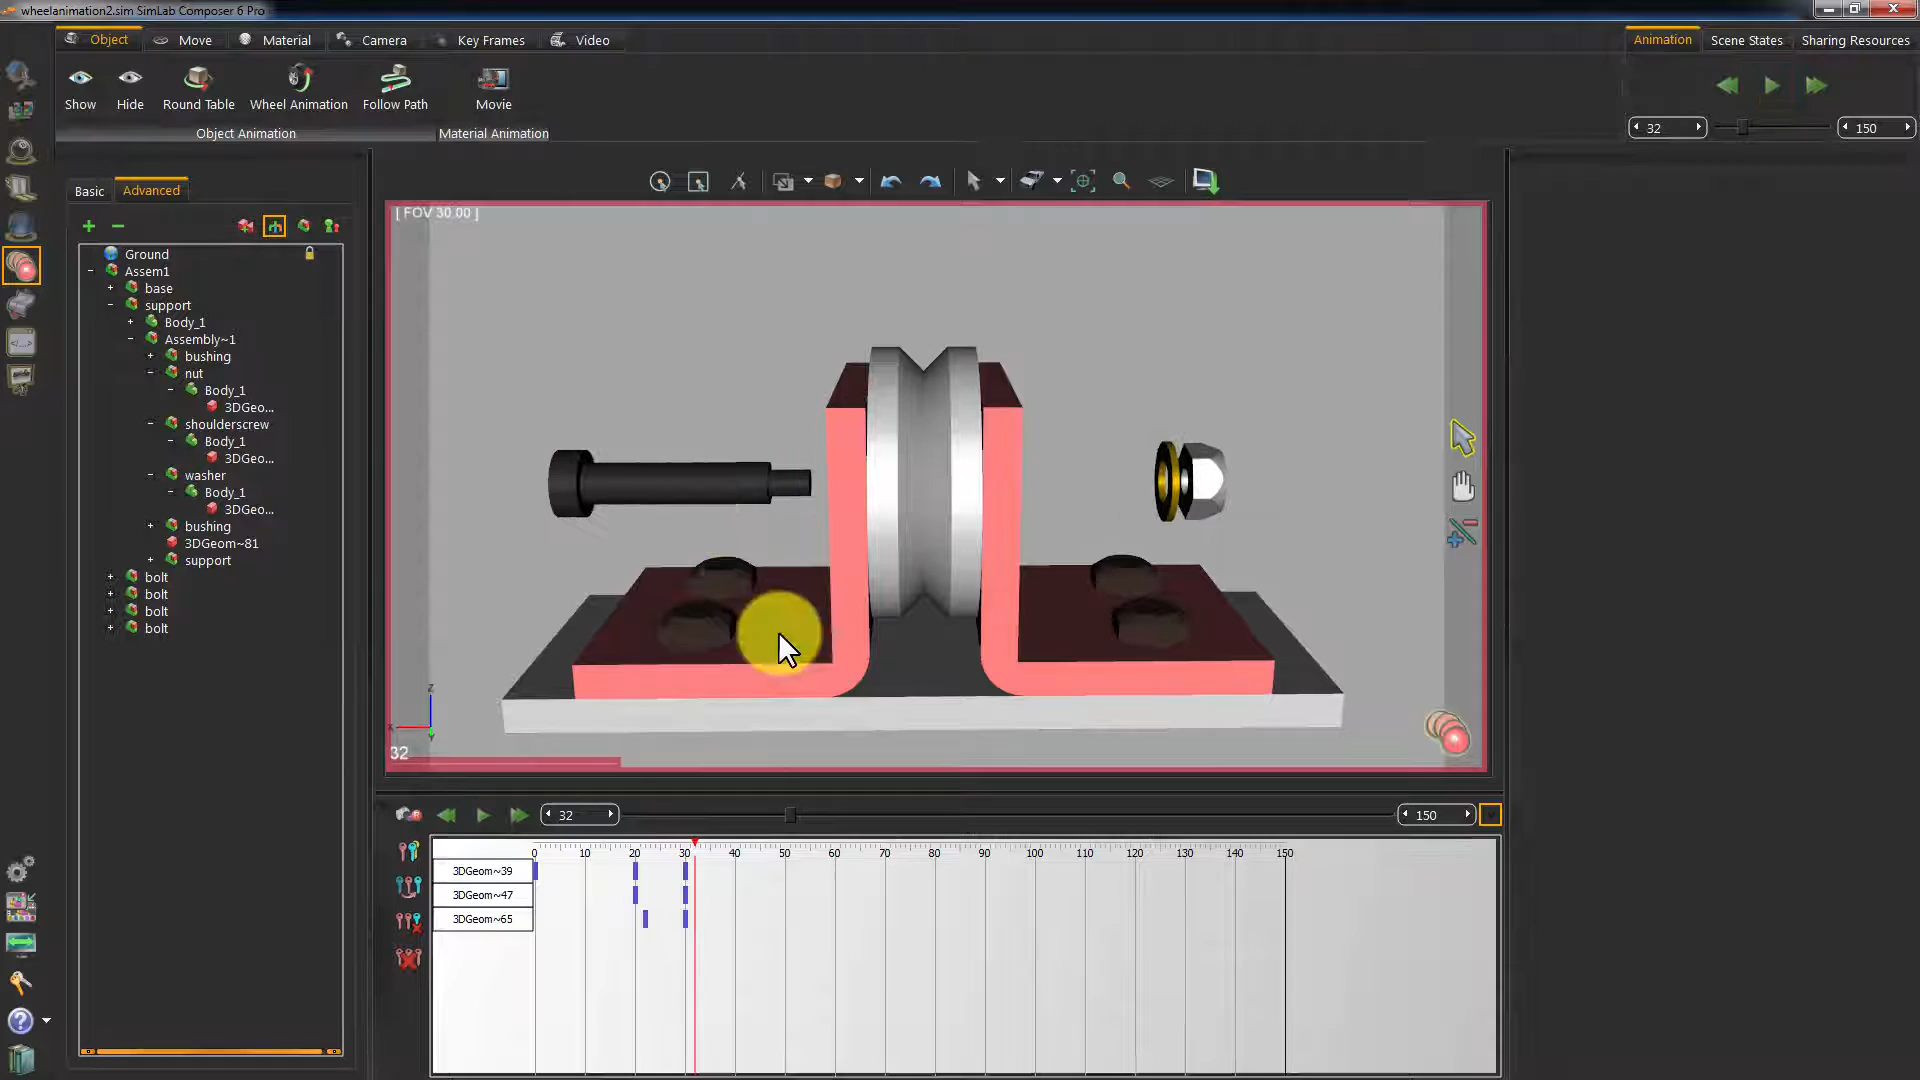 wheelanimation2.sim SimLab Composer 6 Pro
Object Move Material Camera Key Frames Video
Animation Scene States Sharing Resources
Show Hide Round Table Wheel Animation Follow Path Movie
Object Animation Material Animation
32 150
Basic Advanced
[ FOV 30.00 ]
Ground
Assem1
base
support
Body_1
Assembly~1
bushing
nut
Body_1
3DGeo...
shoulderscrew
Body_1
3DGeo...
washer
Body_1
3DGeo...
bushing
3DGeom~81
support
bolt
bolt
bolt
bolt
Z
X
Y
32
32 150
0 10 20 30 40 50 60 70 80 90 100 110 120 130 140 150
3DGeom~39
3DGeom~47
3DGeom~65